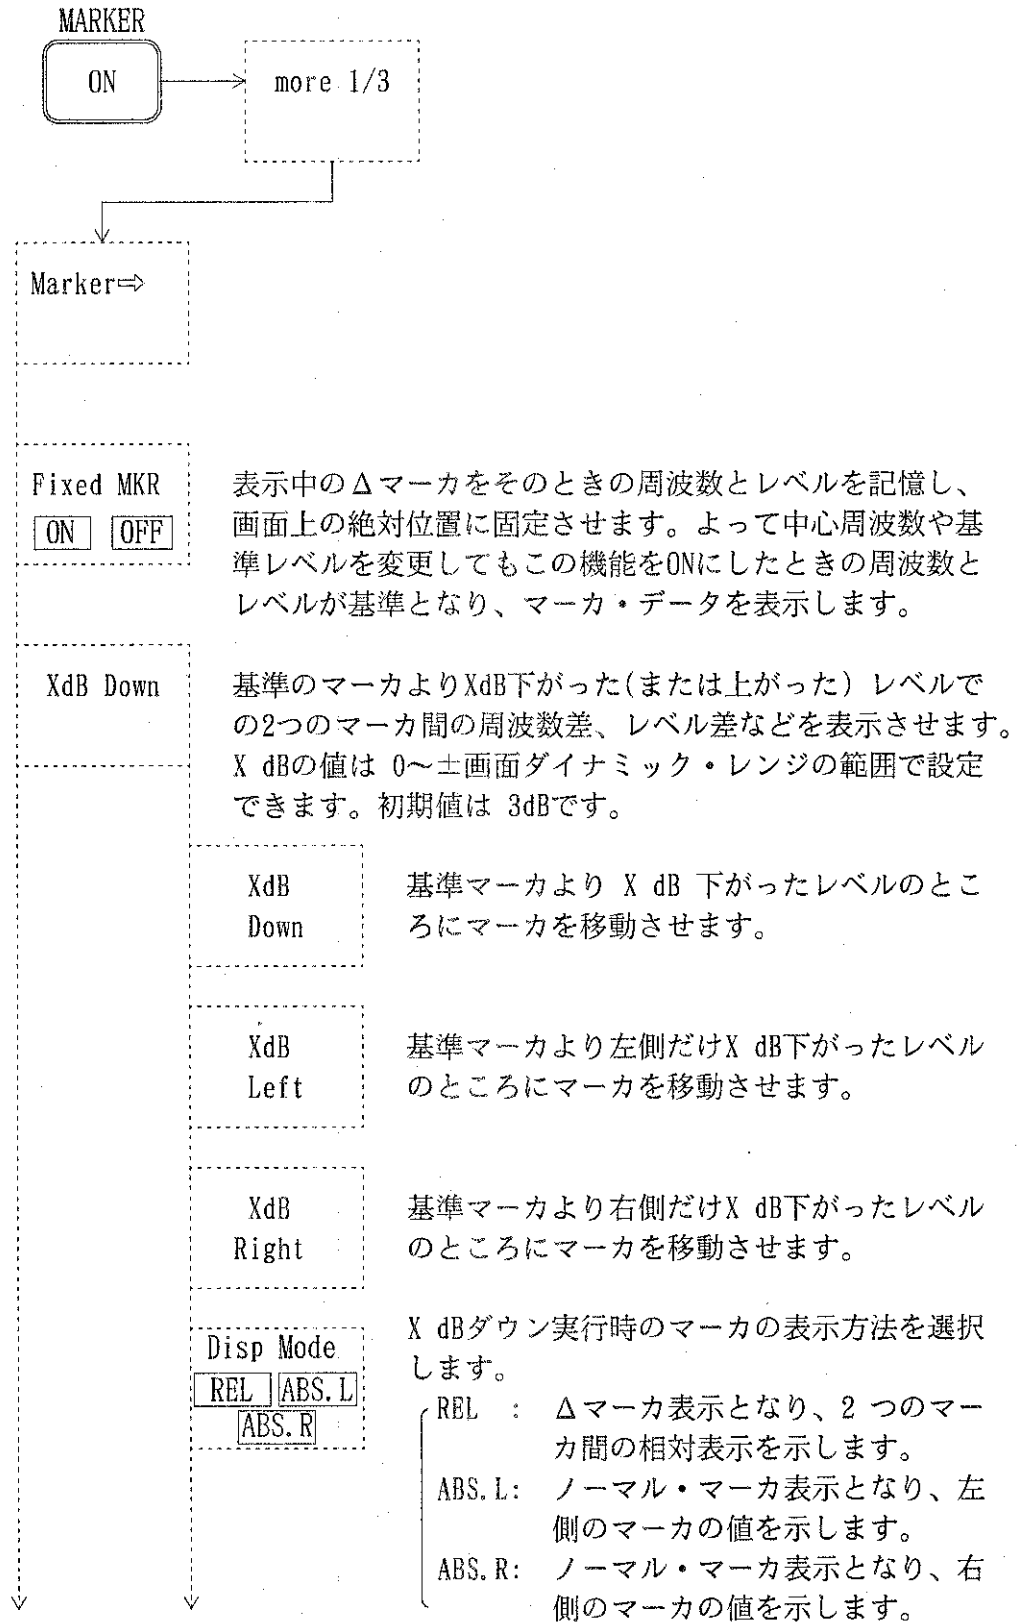 MARKER
ON
more 1/3
Marker⇨
Fixed MKR
ON OFF
表示中のΔマーカをそのときの周波数とレベルを記憶し、
画面上の絶対位置に固定させます。よって中心周波数や基
準レベルを変更してもこの機能をONにしたときの周波数と
レベルが基準となり、マーカ・データを表示します。
XdB Down
基準のマーカよりXdB下がった(または上がった) レベルで
の2つのマーカ間の周波数差、レベル差などを表示させます。
X dBの値は 0～±画面ダイナミック・レンジの範囲で設定
できます。初期値は 3dBです。
XdB
Down
基準マーカより X dB 下がったレベルのとこ
ろにマーカを移動させます。
XdB
Left
基準マーカより左側だけX dB下がったレベル
のところにマーカを移動させます。
XdB
Right
基準マーカより右側だけX dB下がったレベル
のところにマーカを移動させます。
Disp Mode
REL ABS.L
ABS.R
X dBダウン実行時のマーカの表示方法を選択
します。
REL : Δマーカ表示となり、2 つのマー
カ間の相対表示を示します。
ABS.L: ノーマル・マーカ表示となり、左
側のマーカの値を示します。
ABS.R: ノーマル・マーカ表示となり、右
側のマーカの値を示します。